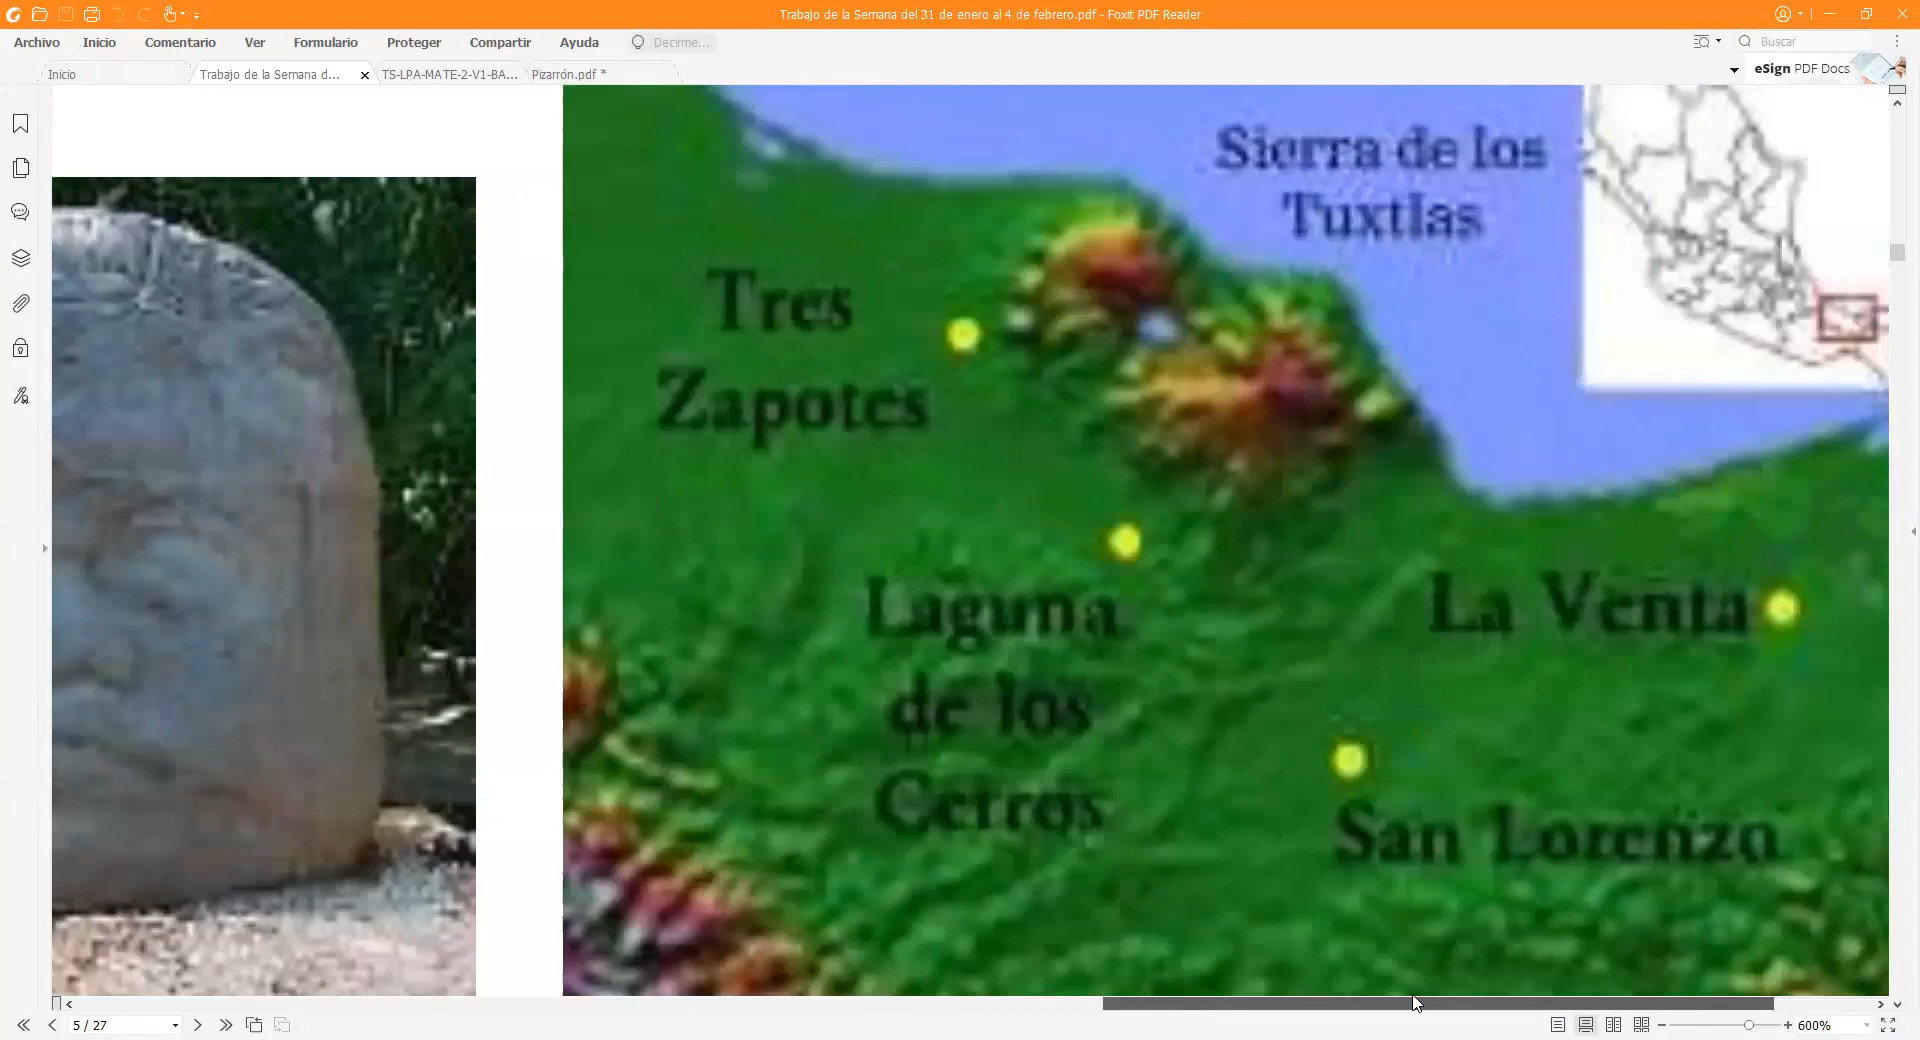 Trabajo de la Semana del 31 de enero al 4 de febrero.pdf - Foxit PDF Reader
Archivo Inicio Comentario Ver Formulario Proteger Compartir Ayuda Decirme... Buscar
Inicio Trabajo de la Semana d... TS-LPA-MATE-2-V1-BA... Pizarrón.pdf * eSign PDF Docs
Sierra de los
Tuxtlas
Tres
Zapotes
Laguna
de los
Cerros
La Venta
San Lorenzo
5 / 27 600%